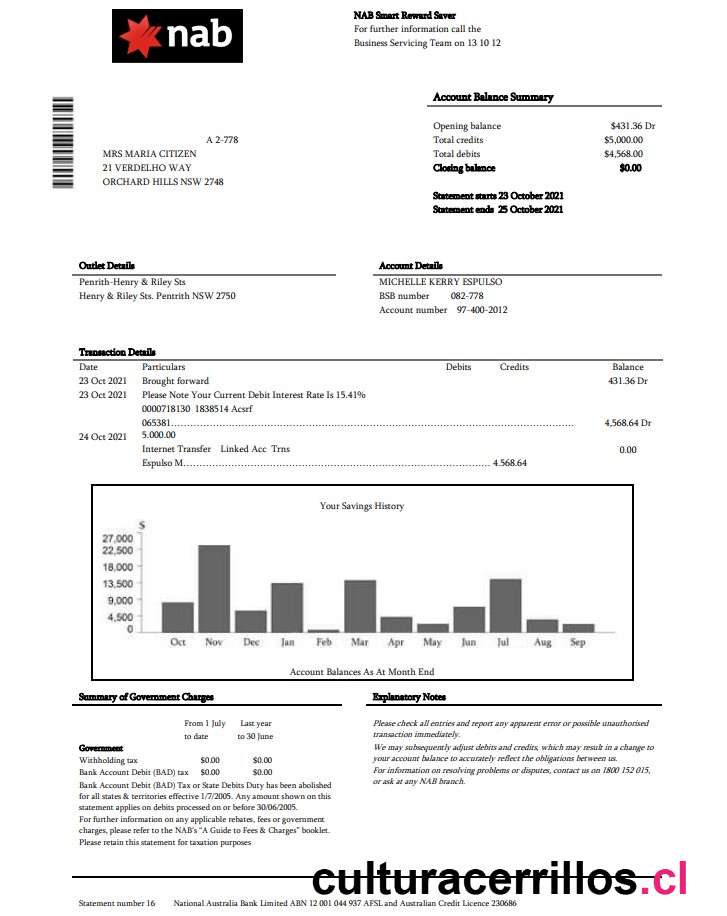 nab
NAB Smart Reward Saver
For further information call the
Business Servicing Team on 13 10 12
Account Balance Summary
Opening balance $431.36 Dr
Total credits $5,000.00
Total debits $4,568.00
Closing balance $0.00
Statement starts 23 October 2021
Statement ends 25 October 2021
A 2-778
MRS MARIA CITIZEN
21 VERDELHO WAY
ORCHARD HILLS NSW 2748
Outlet Details
Penrith-Henry & Riley Sts
Henry & Riley Sts. Pentrith NSW 2750
Account Details
MICHELLE KERRY ESPULSO
BSB number 082-778
Account number 97-400-2012
Transaction Details
Date Particulars Debits Credits Balance
23 Oct 2021 Brought forward 431.36 Dr
23 Oct 2021 Please Note Your Current Debit Interest Rate Is 15.41%
0000718130 1838514 Acsrf
065381........................................ 4,568.64 Dr
24 Oct 2021 5.000.00
Internet Transfer Linked Acc Trns 0.00
Espulso M........................................ 4.568.64
Your Savings History
$
27,000
22,500
18,000
13,500
9,000
4,500
0
Oct Nov Dec Jan Feb Mar Apr May Jun Jul Aug Sep
Account Balances As At Month End
Summary of Government Charges
From 1 July Last year
to date to 30 June
Government
Withholding tax $0.00 $0.00
Bank Account Debit (BAD) tax $0.00 $0.00
Bank Account Debit (BAD) Tax or State Debits Duty has been abolished
for all states & territories effective 1/7/2005. Any amount shown on this
statement applies on debits processed on or before 30/06/2005.
For further information on any applicable rebates, fees or government
charges, please refer to the NAB's "A Guide to Fees & Charges" booklet.
Please retain this statement for taxation purposes
Explanatory Notes
Please check all entries and report any apparent error or possible unauthorised
transaction immediately.
We may subsequently adjust debits and credits, which may result in a change to
your account balance to accurately reflect the obligations between us.
For information on resolving problems or disputes, contact us on 1800 152 015,
or ask at any NAB branch.
culturacerrillos.cl
Statement number 16 National Australia Bank Limited ABN 12 001 044 937 AFSL and Australian Credit Licence 230686